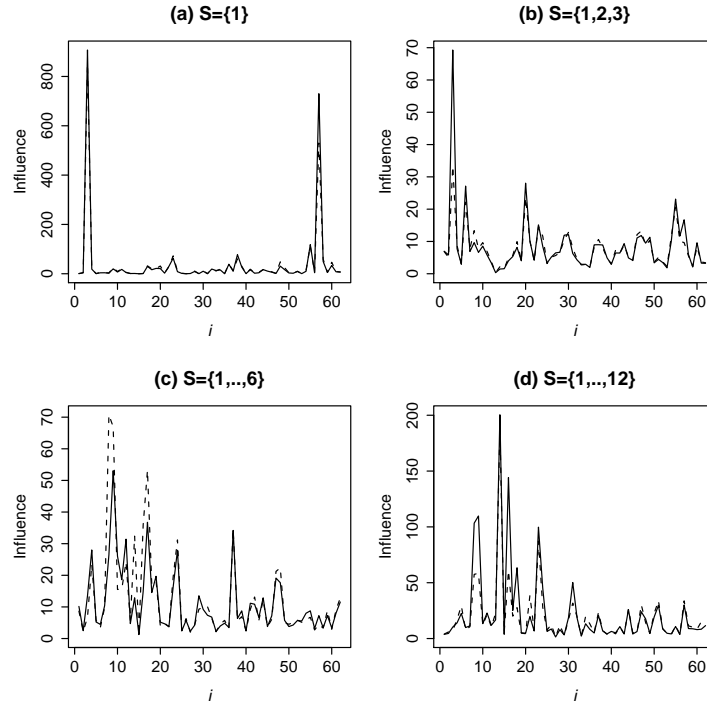 (a) S={1}
Influence
0 200 400 600 800
0 10 20 30 40 50 60
i
(b) S={1,2,3}
Influence
0 10 20 30 40 50 60 70
0 10 20 30 40 50 60
i
(c) S={1,..,6}
Influence
0 10 20 30 40 50 60 70
0 10 20 30 40 50 60
i
(d) S={1,..,12}
Influence
0 50 100 150 200
0 10 20 30 40 50 60
i